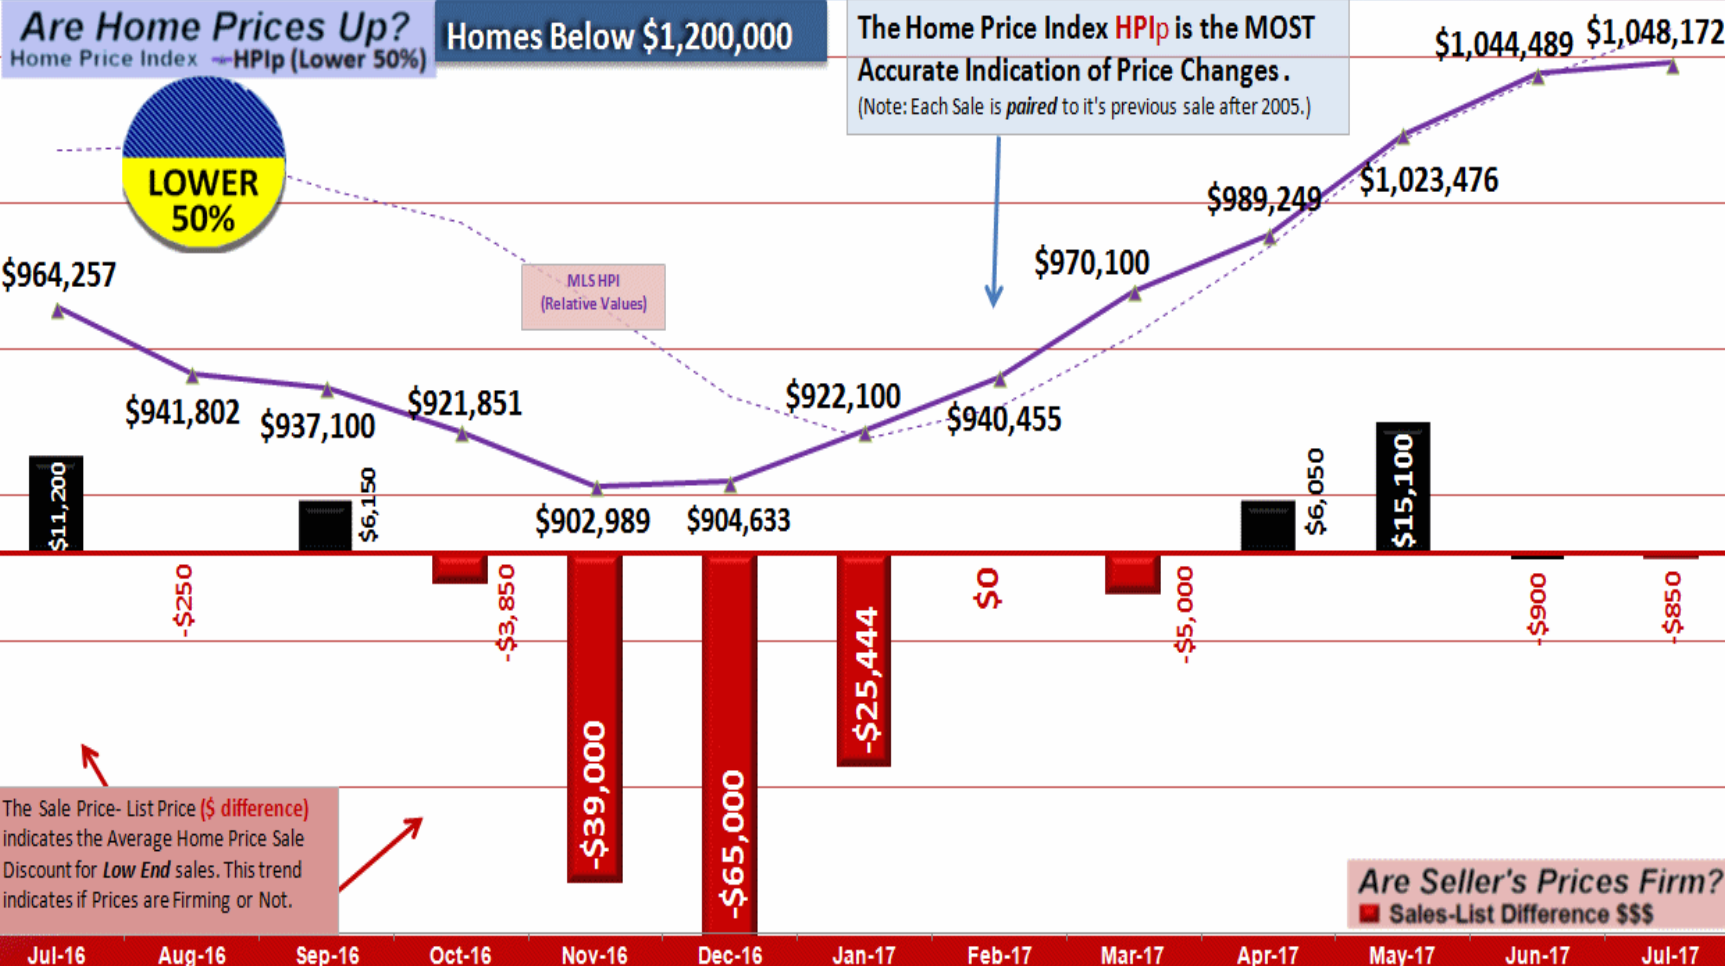 Are Home Prices Up?
Home Price Index HPIp (Lower 50%)
Homes Below $1,200,000
The Home Price Index HPIp is the MOST
Accurate Indication of Price Changes .
(Note: Each Sale is paired to it's previous sale after 2005.)
LOWER
50%
MLS HPI
(Relative Values)
$964,257
$941,802
$937,100
$921,851
$902,989
$904,633
$922,100
$940,455
$970,100
$989,249
$1,023,476
$1,044,489
$1,048,172
$11,200
-$250
$6,150
-$3,850
-$39,000
-$65,000
-$25,444
$0
-$5,000
$6,050
$15,100
-$900
-$850
The Sale Price- List Price ($ difference)
indicates the Average Home Price Sale
Discount for Low End sales. This trend
indicates if Prices are Firming or Not.
Are Seller's Prices Firm?
Sales-List Difference $$$
Jul-16
Aug-16
Sep-16
Oct-16
Nov-16
Dec-16
Jan-17
Feb-17
Mar-17
Apr-17
May-17
Jun-17
Jul-17